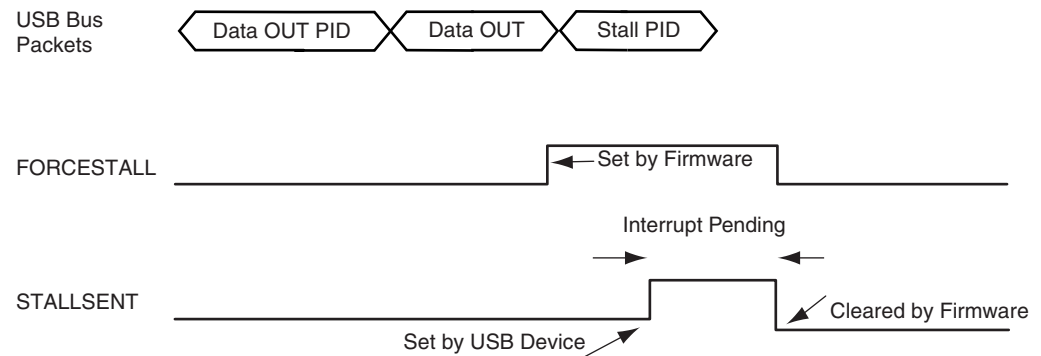 USB Bus
Packets
Data OUT PID
Data OUT
Stall PID
FORCESTALL
Set by Firmware
Interrupt Pending
STALLSENT
Cleared by Firmware
Set by USB Device